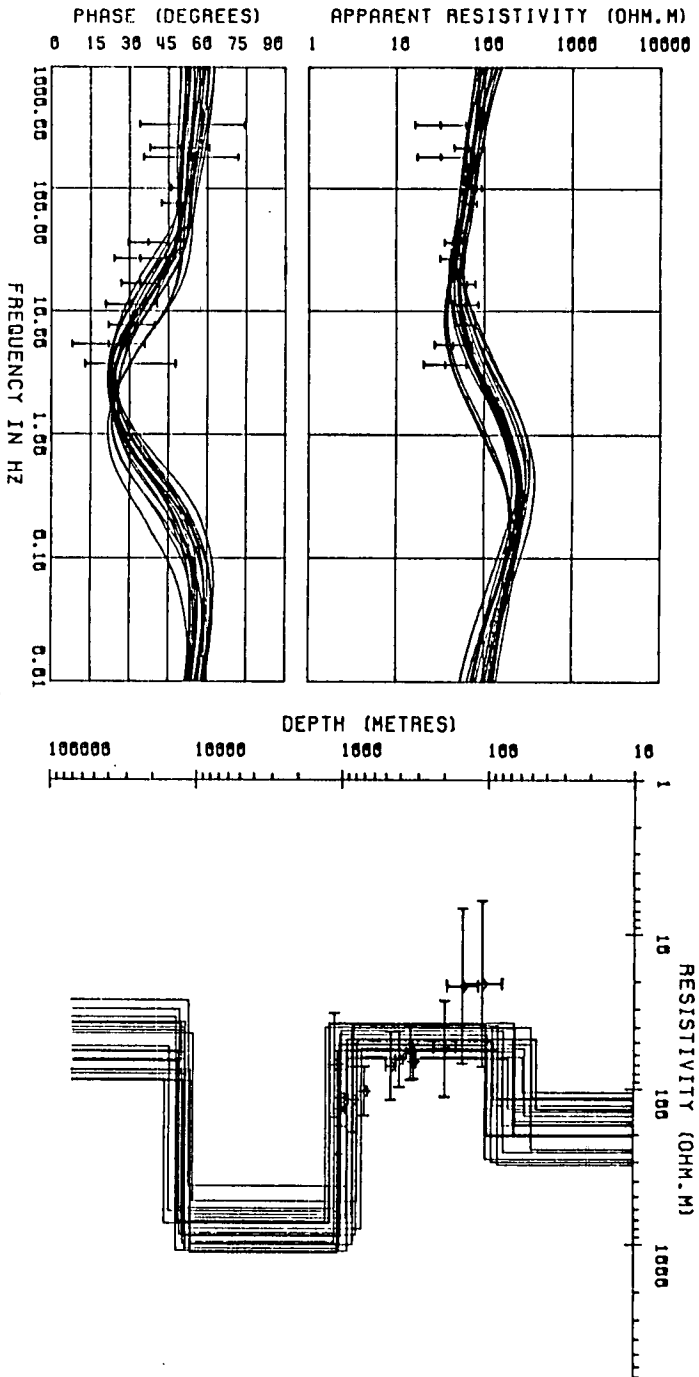 PHASE (DEGREES)
0 15 30 45 60 75 90
APPARENT RESISTIVITY (OHM.M)
1 10 100 1000 10000
1000.00
100.00
10.00
1.00
0.10
0.01
FREQUENCY IN HZ
DEPTH (METRES)
100000 10000 1000 100 10
1
10
100
1000
RESISTIVITY (OHM.M)